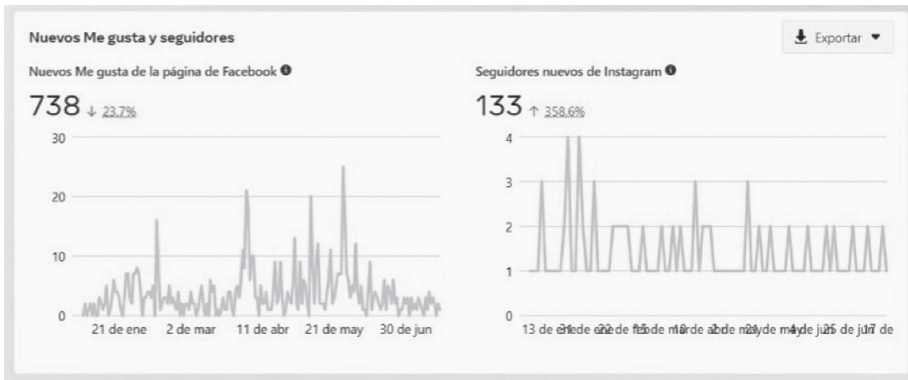 Nuevos Me gusta y seguidores
Exportar
Nuevos Me gusta de la página de Facebook
738 ↓ 23.7%
30
20
10
0
21 de ene 2 de mar 11 de abr 21 de may 30 de jun
Seguidores nuevos de Instagram
133 ↑ 358.6%
4
3
2
1
0
13 de